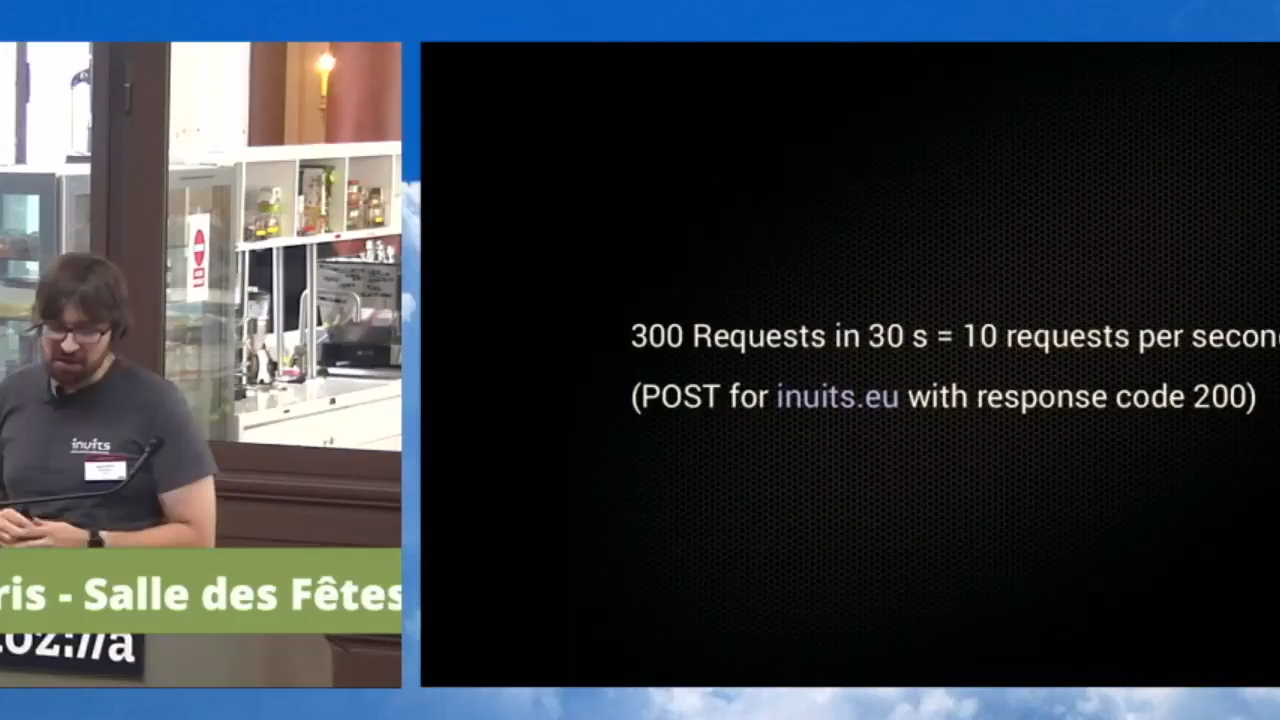 300 Requests in 30 s = 10 requests per secon
(POST for inuits.eu with response code 200)
inuits
ris - Salle des Fêtes
oz://a